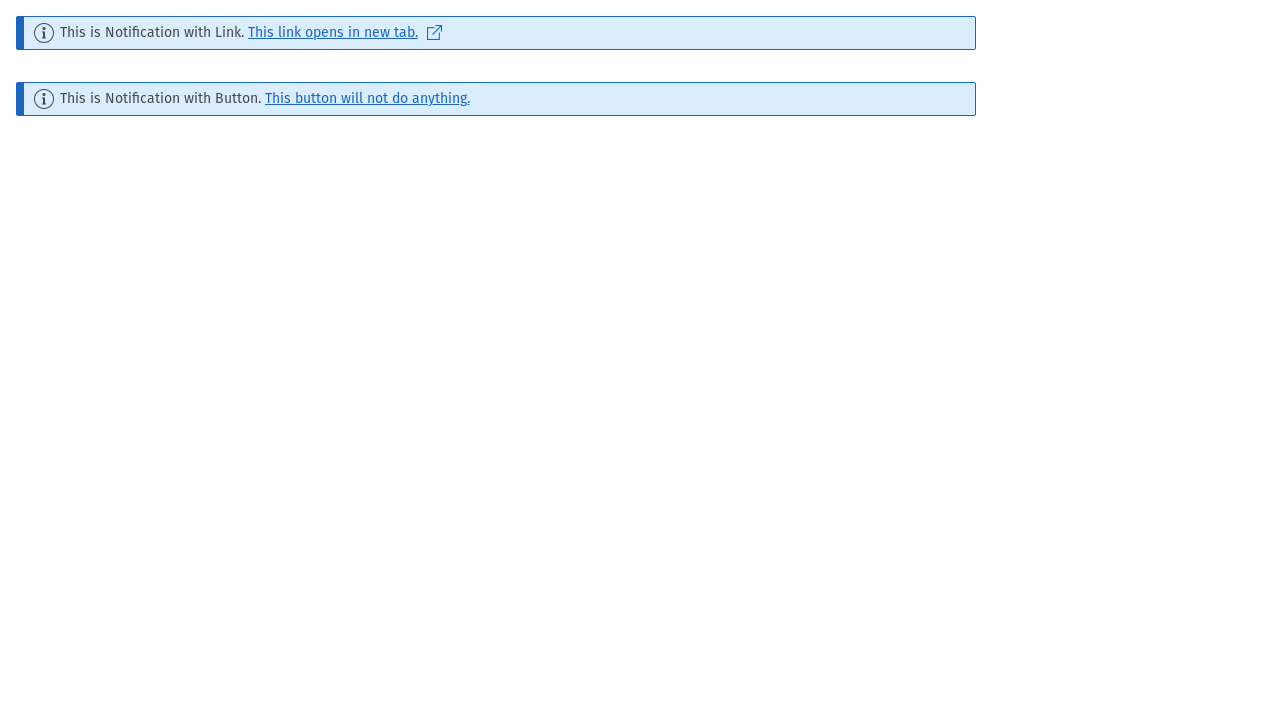 This is Notification with Link. This link opens in new tab.
This is Notification with Button. This button will not do anything.